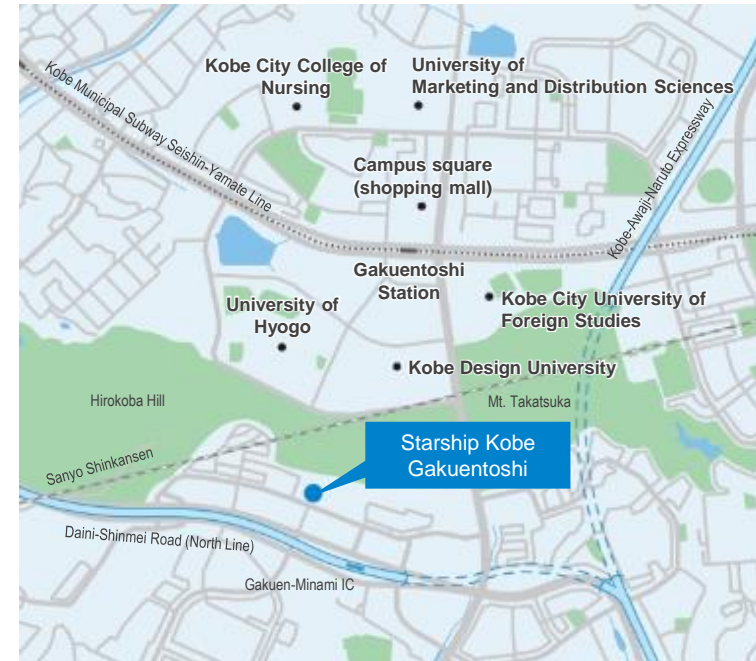 Kobe City College of
Nursing
University of
Marketing and Distribution Sciences
Kobe Municipal Subway Seishin-Yamate Line
Kobe-Awaji-Naruto Expressway
Campus square
(shopping mall)
Gakuentoshi
Station
University of
Hyogo
Kobe City University of
Foreign Studies
Kobe Design University
Hirokoba Hill
Mt. Takatsuka
Starship Kobe
Gakuentoshi
Sanyo Shinkansen
Daini-Shinmei Road (North Line)
Gakuen-Minami IC